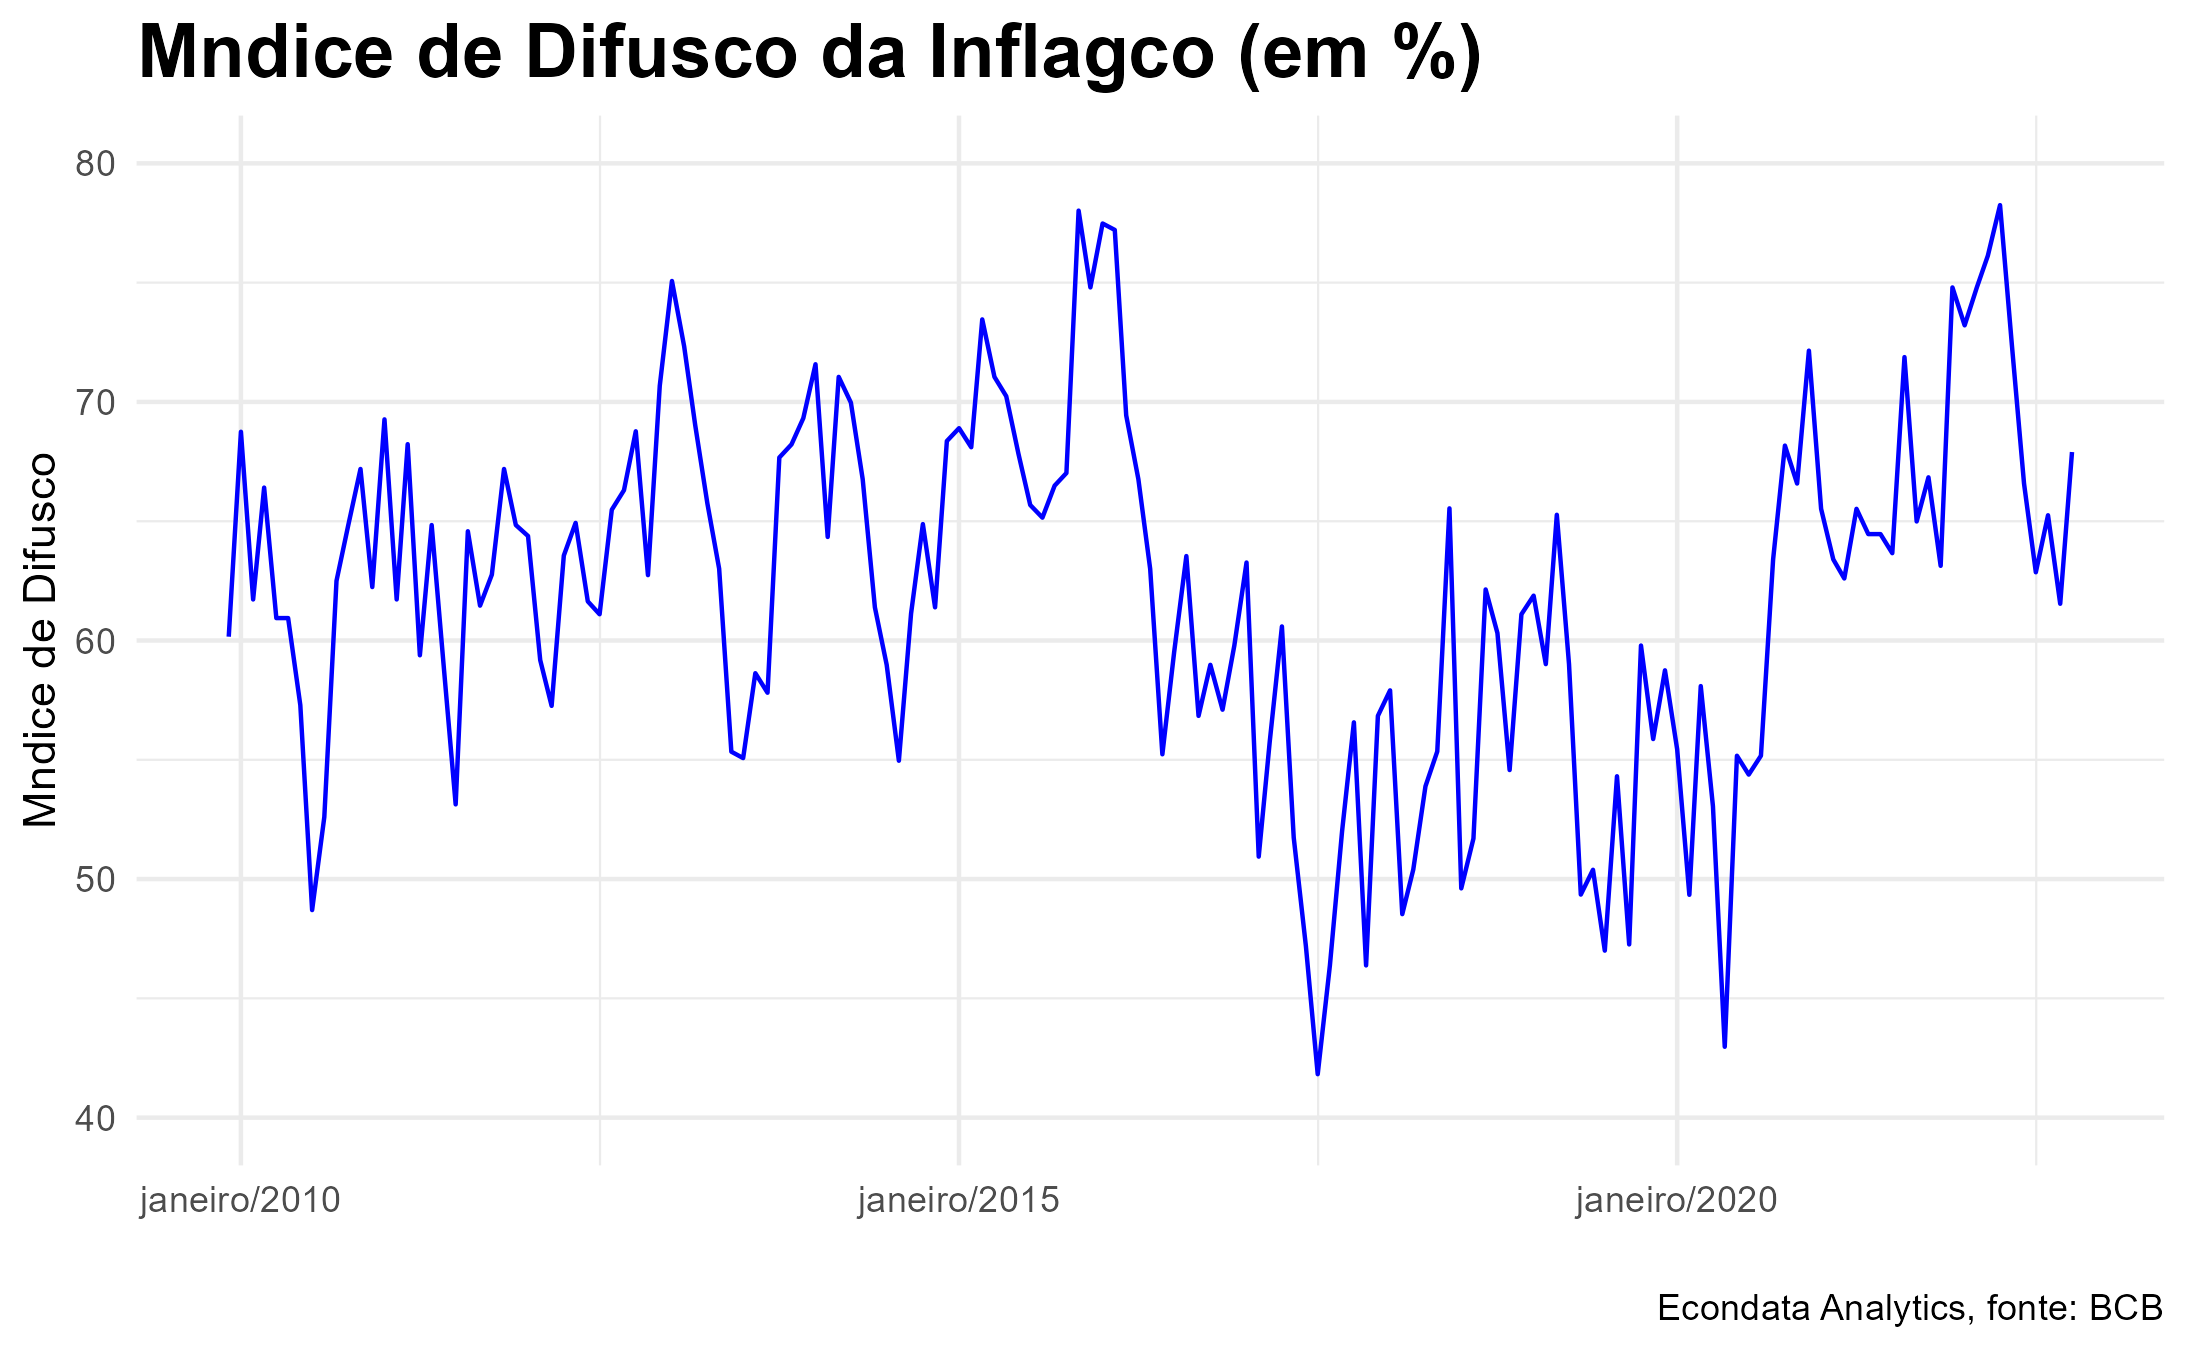 Mndice de Difusco da Inflagco (em %)
Mndice de Difusco
80
70
60
50
40
janeiro/2010
janeiro/2015
janeiro/2020
Econdata Analytics, fonte: BCB